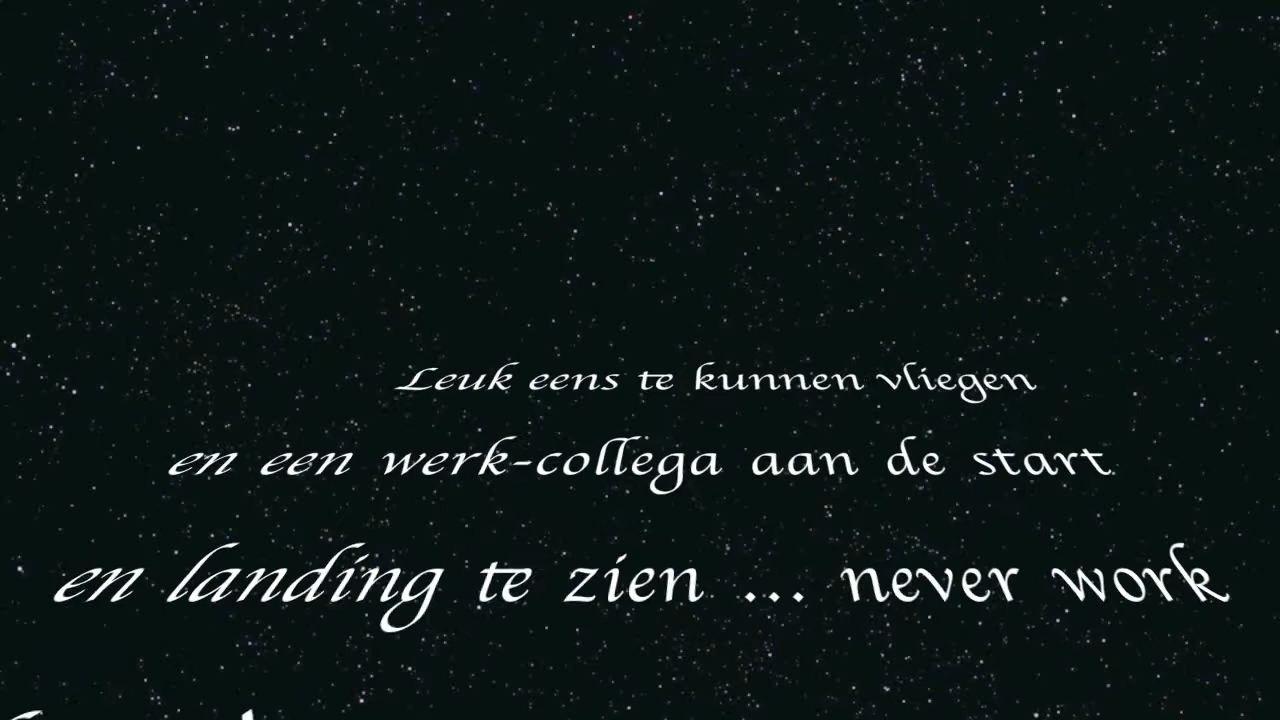 Leuk eens te kunnen vliegen
en een werk-collega aan de start
en landing te zien ... never work